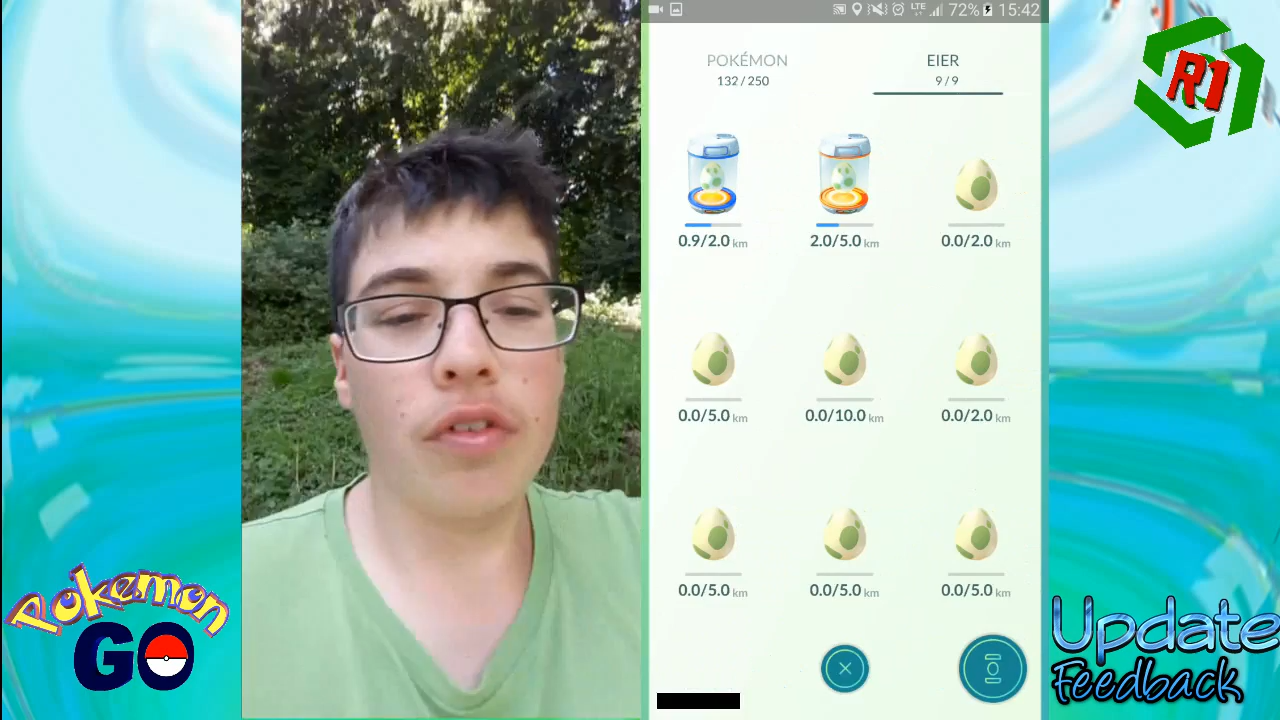 LTE 72% 15:42
POKÉMON EIER
132/250 9/9
0.9/2.0 km 2.0/5.0 km 0.0/2.0 km
0.0/5.0 km 0.0/10.0 km 0.0/2.0 km
0.0/5.0 km 0.0/5.0 km 0.0/5.0 km
R1
Pokemon
GO
Update
Feedback